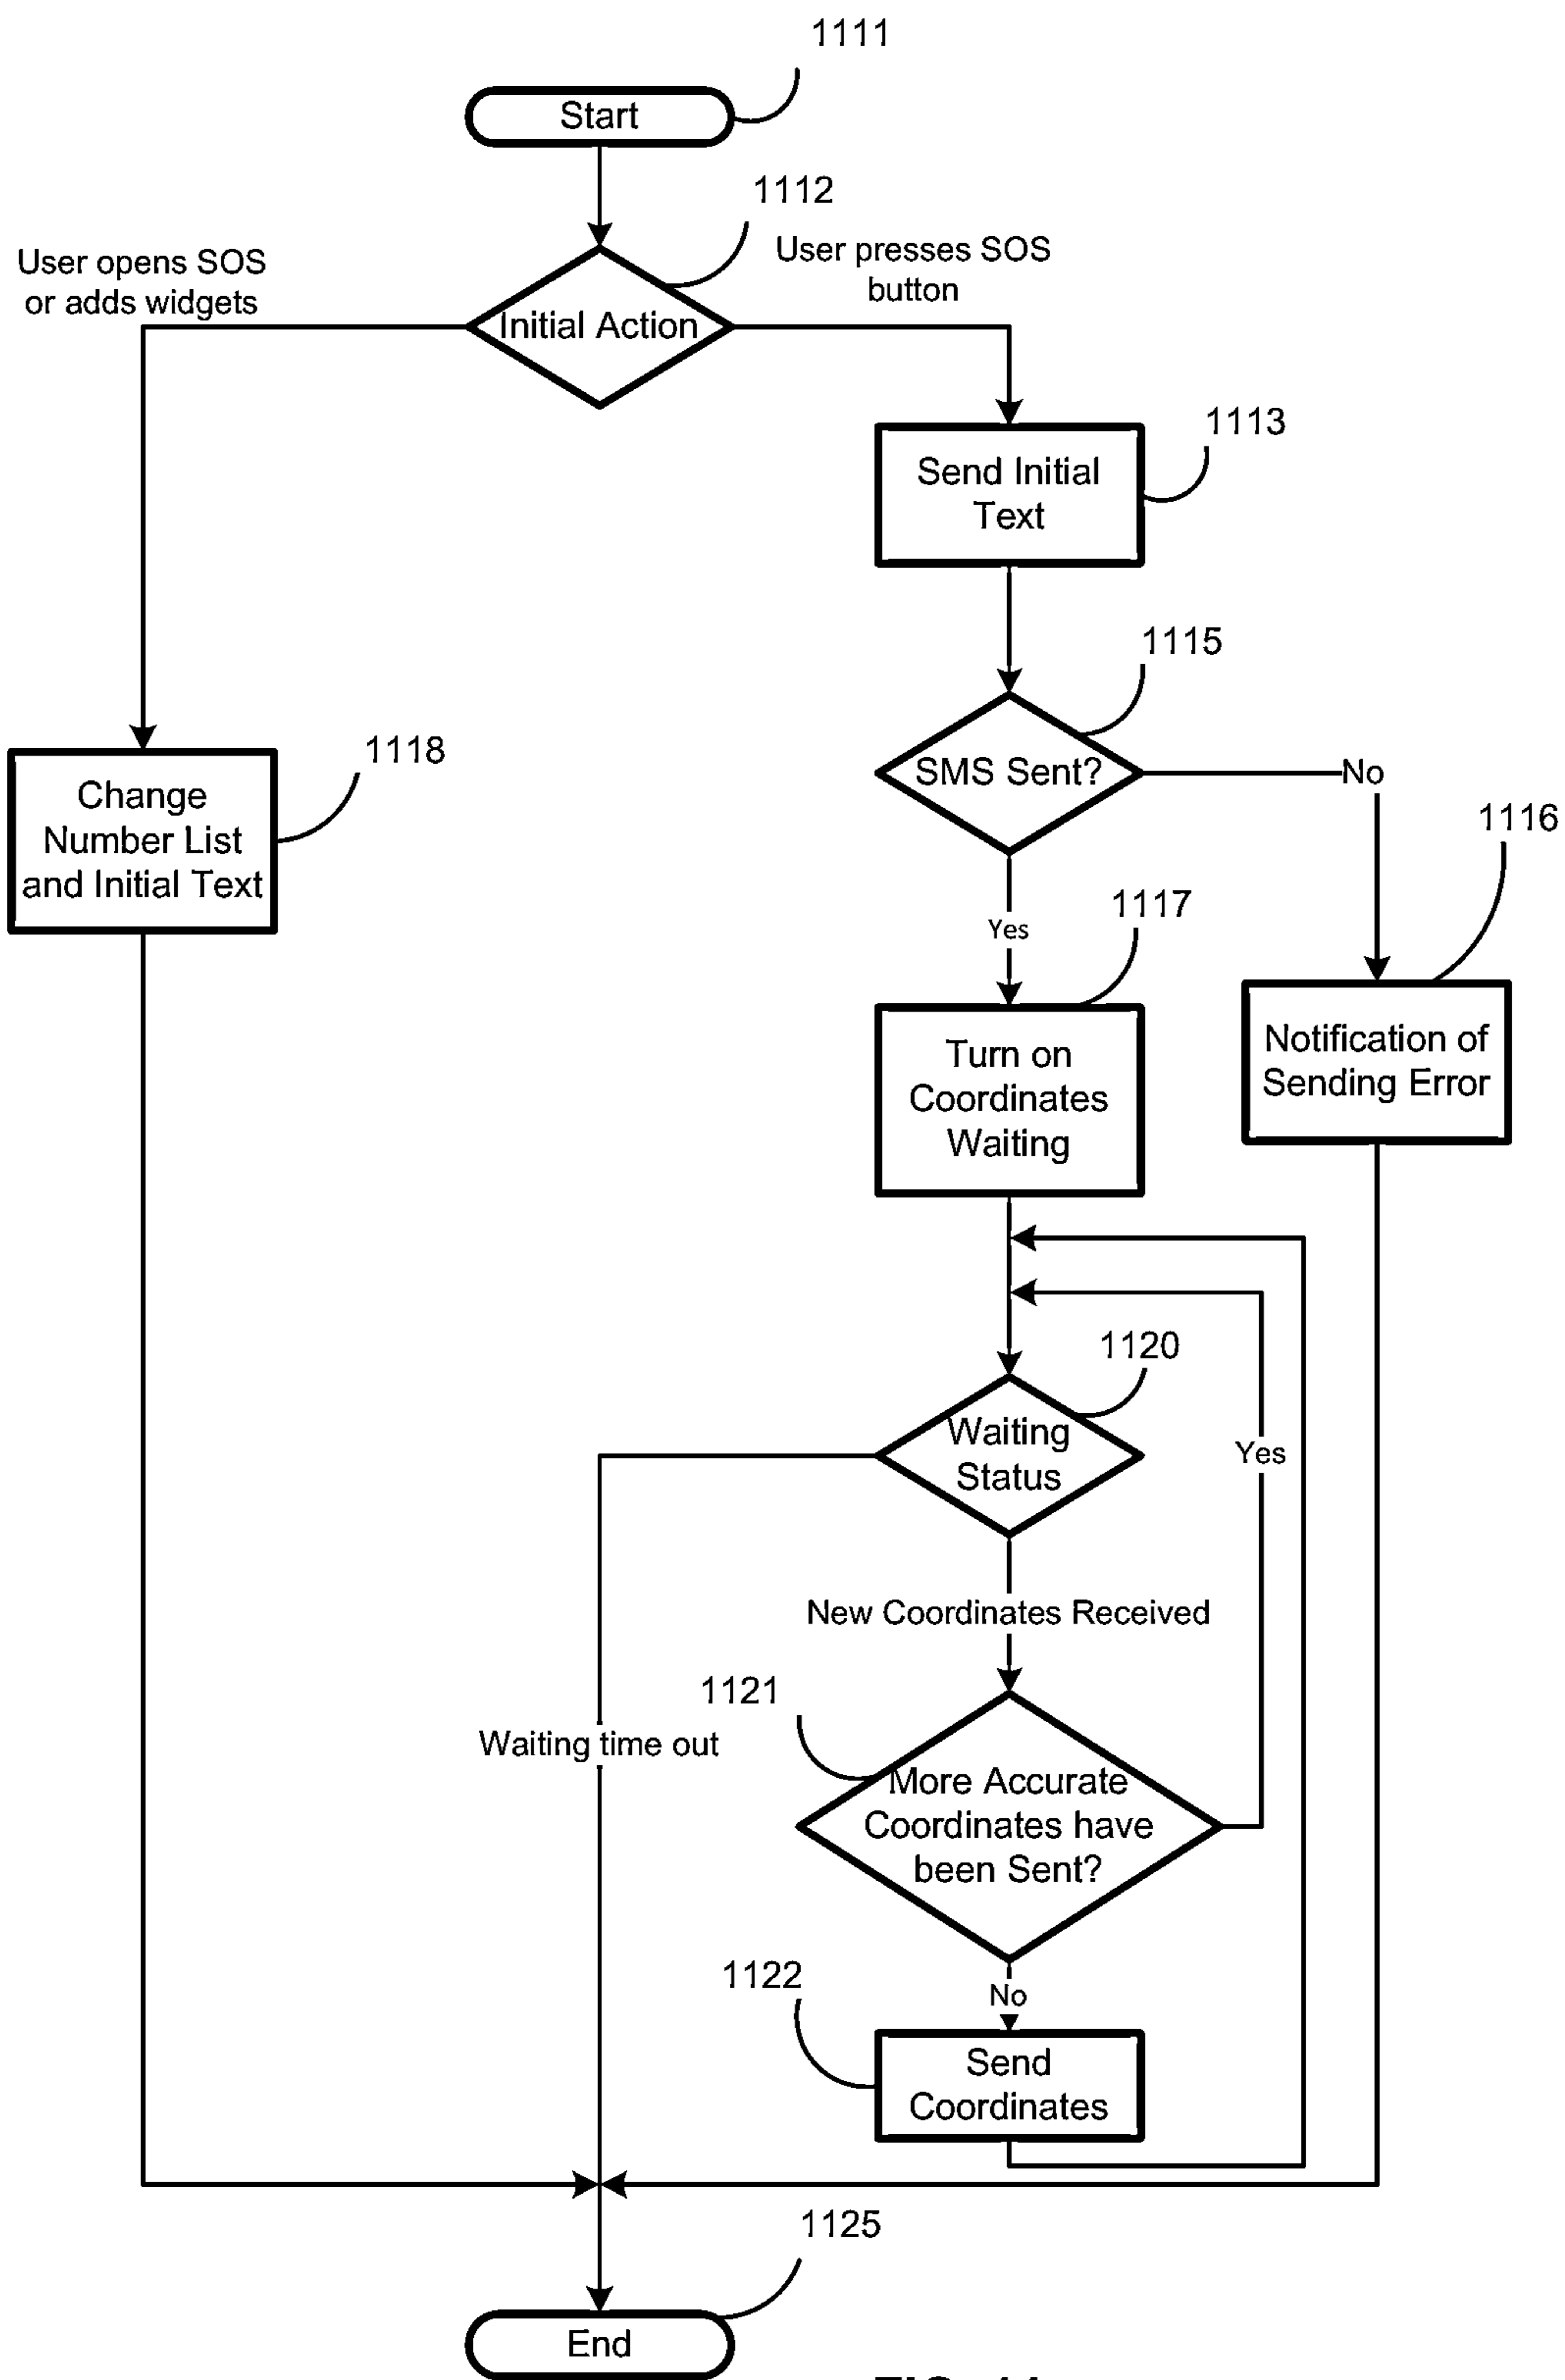 1111
Start
1112
User opens SOS
or adds widgets
User presses SOS
button
Initial Action
1113
Send Initial
Text
1115
SMS Sent?
No
1118
Change
Number List
and Initial Text
1116
Yes
1117
Notification of
Sending Error
Turn on
Coordinates
Waiting
1120
Waiting
Status
Yes
New Coordinates Received
1121
Waiting time out
More Accurate
Coordinates have
been Sent?
1122
No
Send
Coordinates
1125
End